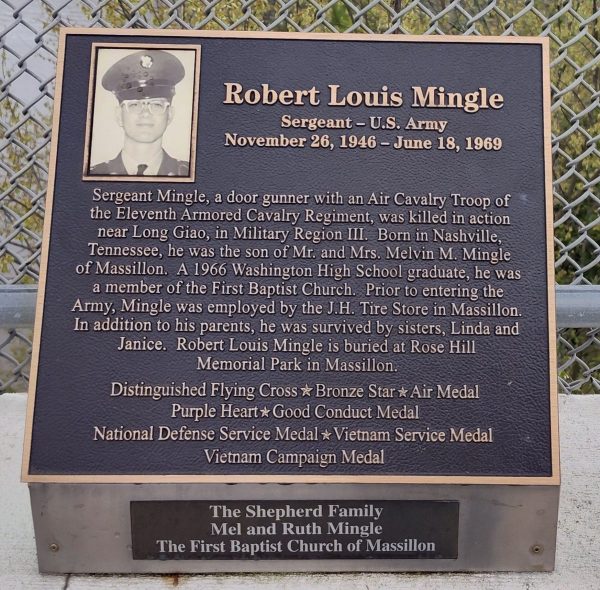 Robert Louis Mingle
Sergeant – U.S. Army
November 26, 1946 – June 18, 1969
Sergeant Mingle, a door gunner with an Air Cavalry Troop of
the Eleventh Armored Cavalry Regiment, was killed in action
near Long Giao, in Military Region III. Born in Nashville,
Tennessee, he was the son of Mr. and Mrs. Melvin M. Mingle
of Massillon. A 1966 Washington High School graduate, he was
a member of the First Baptist Church. Prior to entering the
Army, Mingle was employed by the J.H. Tire Store in Massillon.
In addition to his parents, he was survived by sisters, Linda and
Janice. Robert Louis Mingle is buried at Rose Hill
Memorial Park in Massillon.
Distinguished Flying Cross★Bronze Star★Air Medal
Purple Heart★Good Conduct Medal
National Defense Service Medal★Vietnam Service Medal
Vietnam Campaign Medal
The Shepherd Family
Mel and Ruth Mingle
The First Baptist Church of Massillon